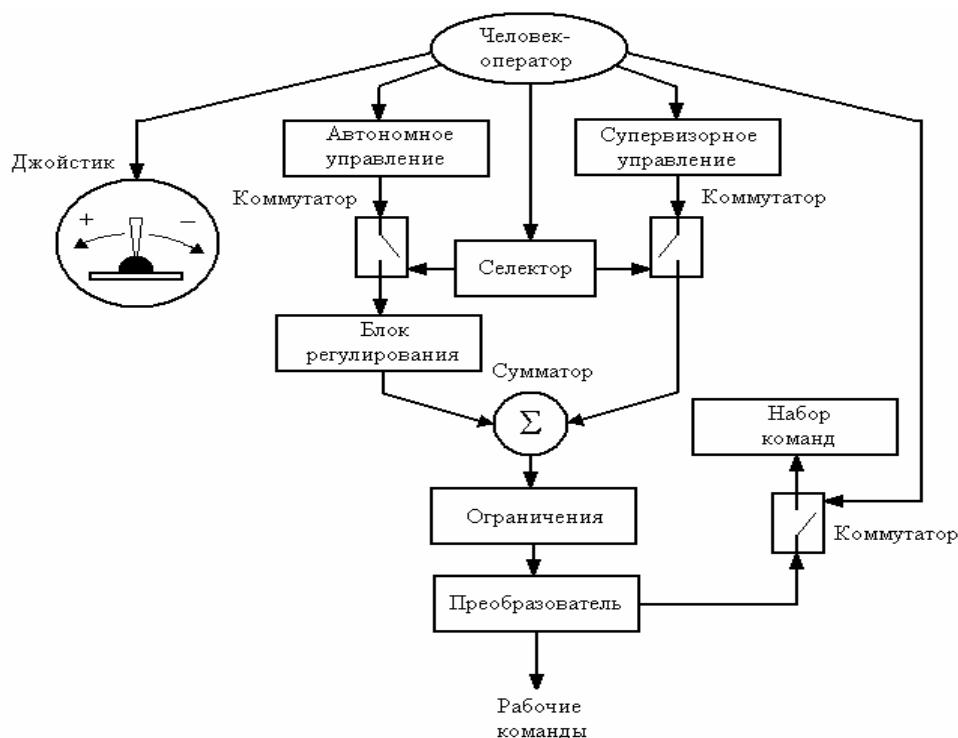 Человек-
оператор
Автономное
управление
Супервизорное
управление
Джойстик
Коммутатор
Коммутатор
+ —
Селектор
Блок
регулирования
Сумматор
Σ
Набор
команд
Ограничения
Коммутатор
Преобразователь
Рабочие
команды